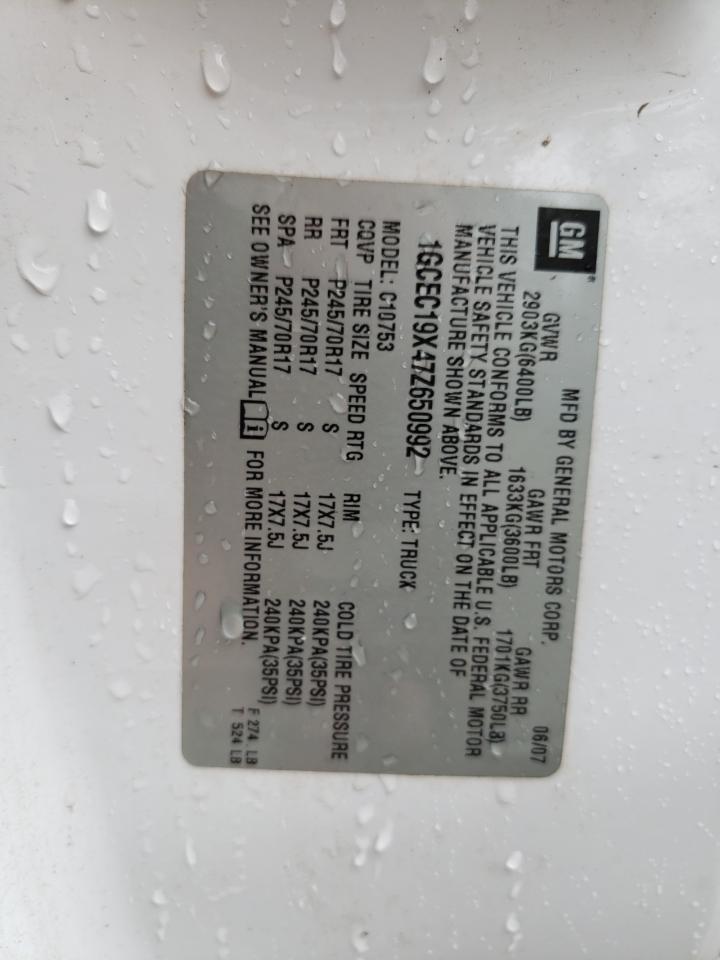 GM®
MFD BY GENERAL MOTORS CORP. 06/07
GVWR GAWR FRT GAWR RR
2903KG(6400LB) 1633KG(3600LB) 1701KG(3750LB)
THIS VEHICLE CONFORMS TO ALL APPLICABLE U.S. FEDERAL MOTOR
VEHICLE SAFETY STANDARDS IN EFFECT ON THE DATE OF
MANUFACTURE SHOWN ABOVE.
1GCEC19X47Z650992 TYPE: TRUCK
MODEL: C10753
CQVP TIRE SIZE SPEED RTG RIM COLD TIRE PRESSURE
FRT P245/70R17 S 17X7.5J 240KPA(35PSI)
RR P245/70R17 S 17X7.5J 240KPA(35PSI)
SPA P245/70R17 S 17X7.5J 240KPA(35PSI)
SEE OWNER'S MANUAL i FOR MORE INFORMATION.
F 274 LB
T 524 LB